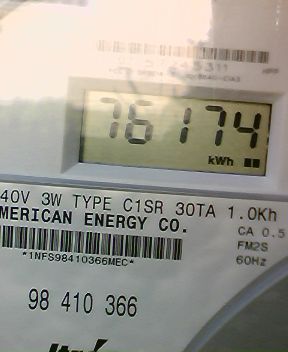 76174
kWh
40V 3W TYPE C1SR 30TA 1.0Kh
MERICAN ENERGY CO.
CA 0.5
FM2S
60Hz
*1NFS98410366MEC*
98 410 366